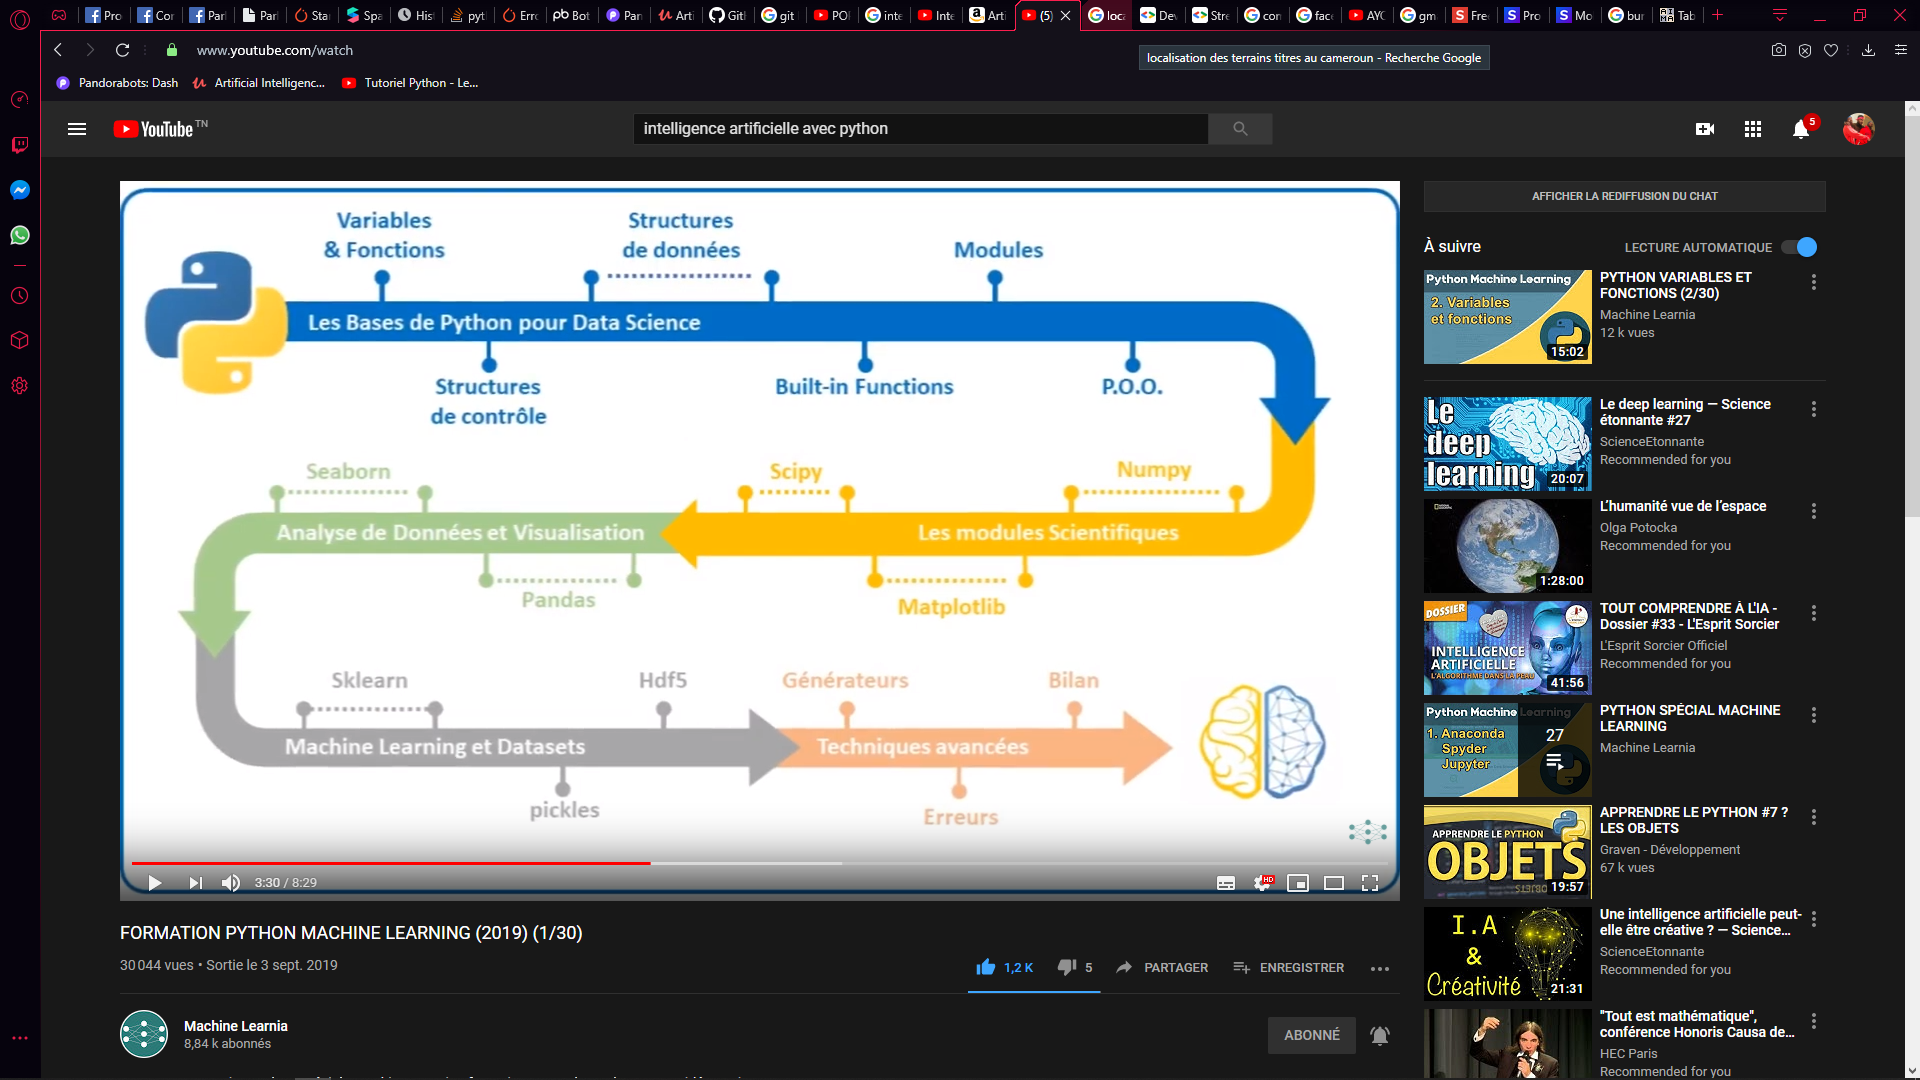 Pro
Cor
Par
Parl
Sta
Spa
His
pytl
Erro
Bot
Pan
Arti
Gitl
git
POI
inte
Inte
Arti
(5)
loca
De
Stre
con
face
AYC
gm
Fre
Pro
Mo
bur
Tab
www.youtube.com/watch
localisation des terrains titres au cameroun - Recherche Google
Pandorabots: Dash
Artificial Intelligenc...
Tutoriel Python - Le...
YouTube TN
intelligence artificielle avec python
5
Variables
& Fonctions
Structures
de données
Modules
Les Bases de Python pour Data Science
Structures
de contrôle
Built-in Functions
P.O.O.
Seaborn
Scipy
Numpy
Analyse de Données et Visualisation
Les modules Scientifiques
Pandas
Matplotlib
Sklearn
Hdf5
Générateurs
Bilan
Machine Learning et Datasets
Techniques avancées
pickles
Erreurs
3:30 / 8:29
HD
FORMATION PYTHON MACHINE LEARNING (2019) (1/30)
30 044 vues • Sortie le 3 sept. 2019
1,2 K
5
PARTAGER
ENREGISTRER
Machine Learnia
8,84 k abonnés
ABONNÉ
AFFICHER LA REDIFFUSION DU CHAT
À suivre
LECTURE AUTOMATIQUE
Python Machine Learning
2. Variables
et fonctions
15:02
PYTHON VARIABLES ET
FONCTIONS (2/30)
Machine Learnia
12 k vues
Le
deep
learning
20:07
Le deep learning — Science
étonnante #27
ScienceEtonnante
Recommended for you
1:28:00
L'humanité vue de l'espace
Olga Potocka
Recommended for you
DOSSIER
INTELLIGENCE
ARTIFICIELLE
L'ALGORITHME DANS LA PEAU
41:56
TOUT COMPRENDRE À L'IA -
Dossier #33 - L'Esprit Sorcier
L'Esprit Sorcier Officiel
Recommended for you
Python Machine Learning
1. Anaconda
Spyder
Jupyter
27
PYTHON SPÉCIAL MACHINE
LEARNING
Machine Learnia
APPRENDRE LE PYTHON
OBJETS
19:57
APPRENDRE LE PYTHON #7 ?
LES OBJETS
Graven - Développement
67 k vues
I.A
&
Créativité
21:31
Une intelligence artificielle peut-
elle être créative ? — Science...
ScienceEtonnante
Recommended for you
"Tout est mathématique",
conférence Honoris Causa de...
HEC Paris
Recommended for you